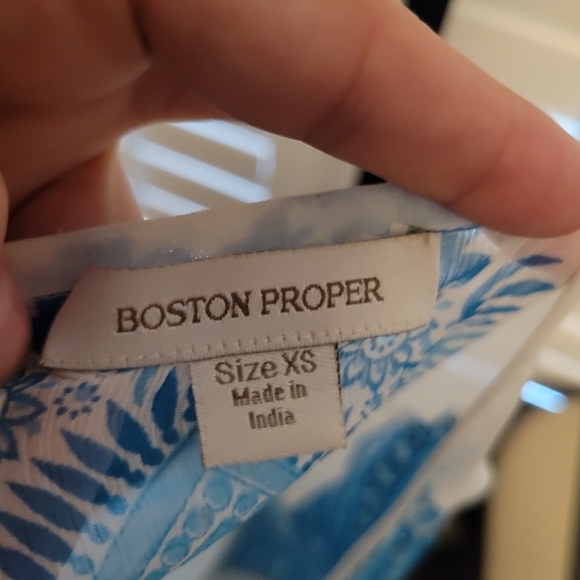 BOSTON PROPER
Size XS
Made in
India